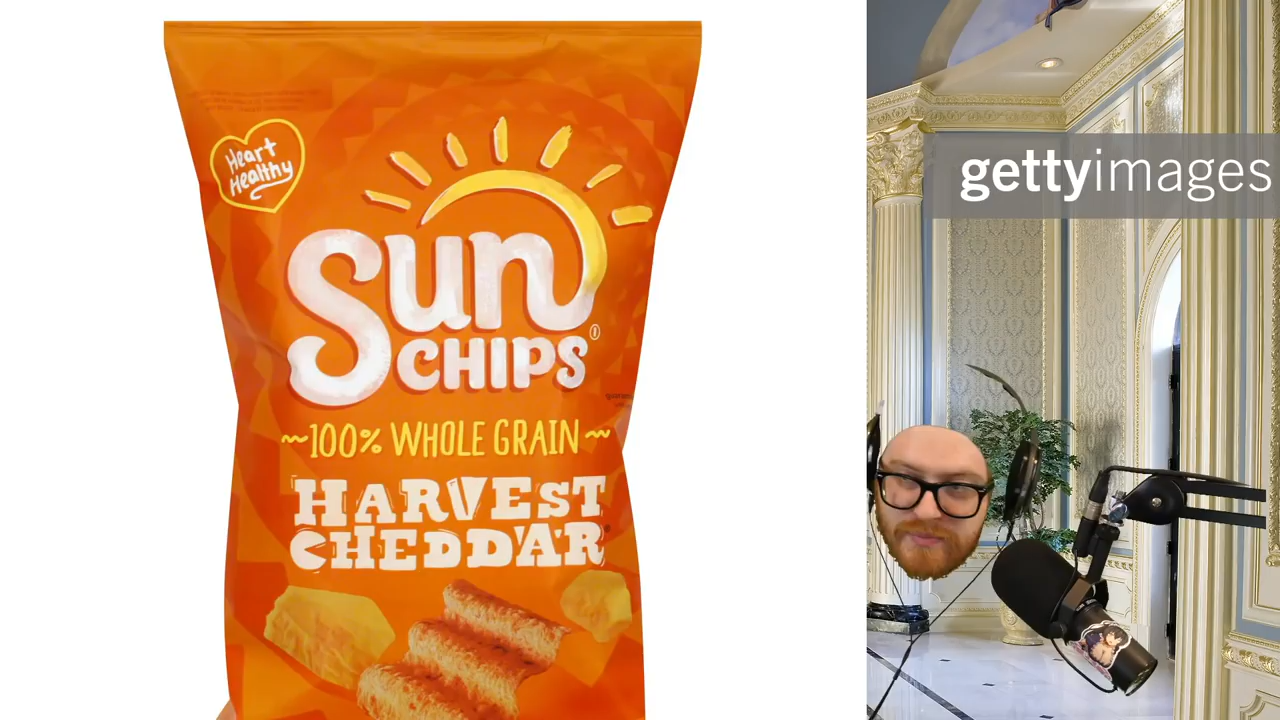 Heart
Healthy
Sun
CHIPS®
~100% WHOLE GRAIN~
HARVEST
CHEDDAR
gettyimages